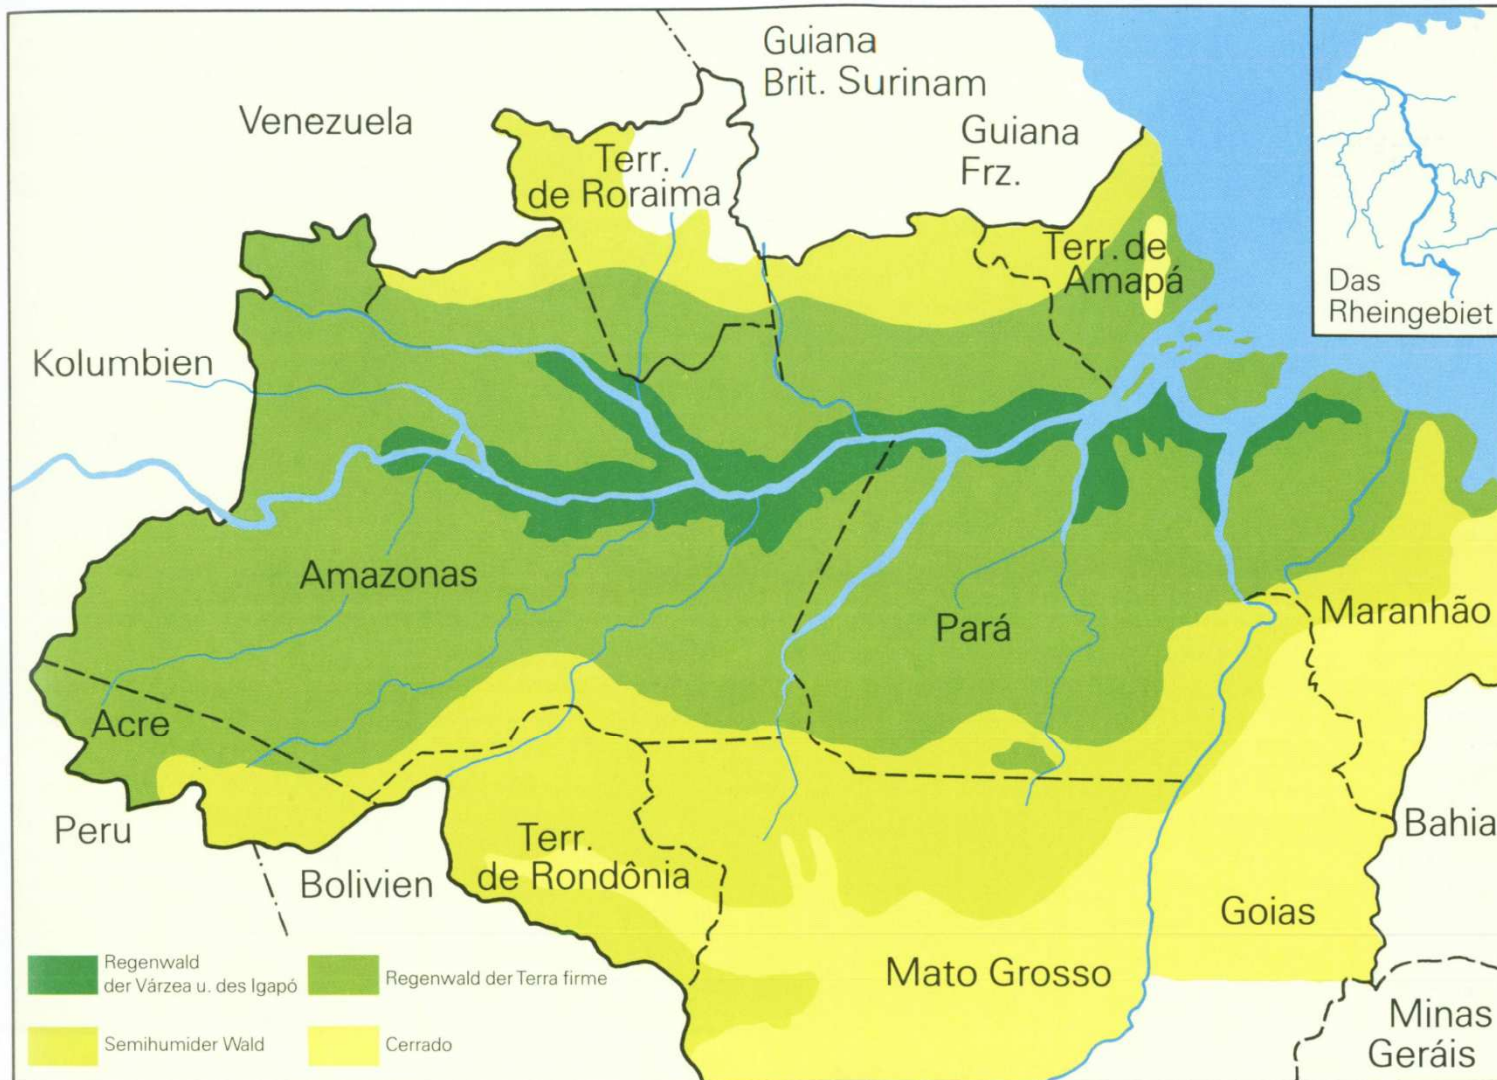 Guiana
Brit. Surinam
Venezuela
Guiana
Frz.
Terr.
de Roraima
Terr. de
Amapá
Das
Rheingebiet
Kolumbien
Amazonas
Pará
Maranhão
Acre
Peru
Bolivien
Terr.
de Rondônia
Bahia
Goias
Mato Grosso
Minas
Geráis
Regenwald
der Várzea u. des Igapó
Regenwald der Terra firme
Semihumider Wald
Cerrado